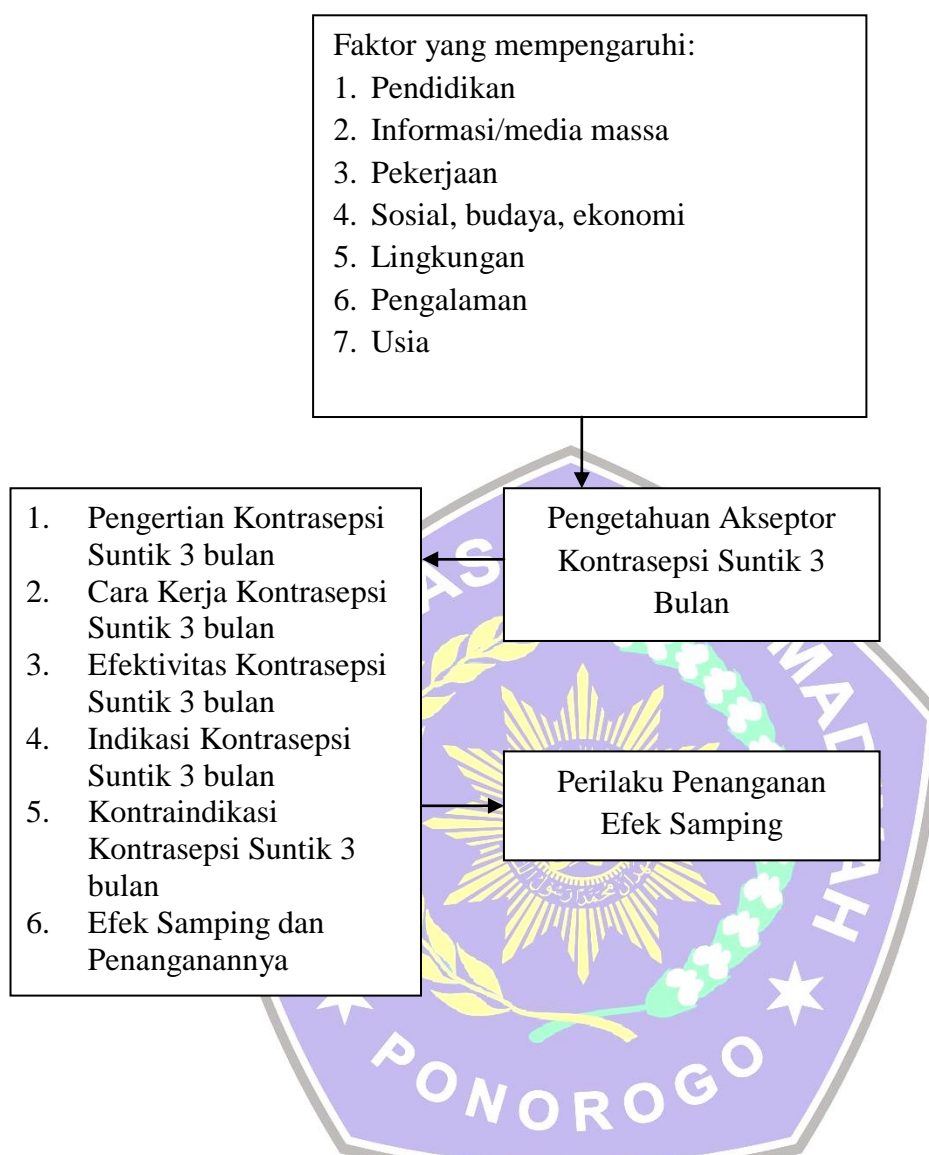 Faktor yang mempengaruhi:
1. Pendidikan
2. Informasi/media massa
3. Pekerjaan
4. Sosial, budaya, ekonomi
5. Lingkungan
6. Pengalaman
7. Usia
Pengetahuan Akseptor
Kontrasepsi Suntik 3
Bulan
1. Pengertian Kontrasepsi
Suntik 3 bulan
2. Cara Kerja Kontrasepsi
Suntik 3 bulan
3. Efektivitas Kontrasepsi
Suntik 3 bulan
4. Indikasi Kontrasepsi
Suntik 3 bulan
5. Kontraindikasi
Kontrasepsi Suntik 3
bulan
6. Efek Samping dan
Penanganannya
Perilaku Penanganan
Efek Samping
PONOROGO